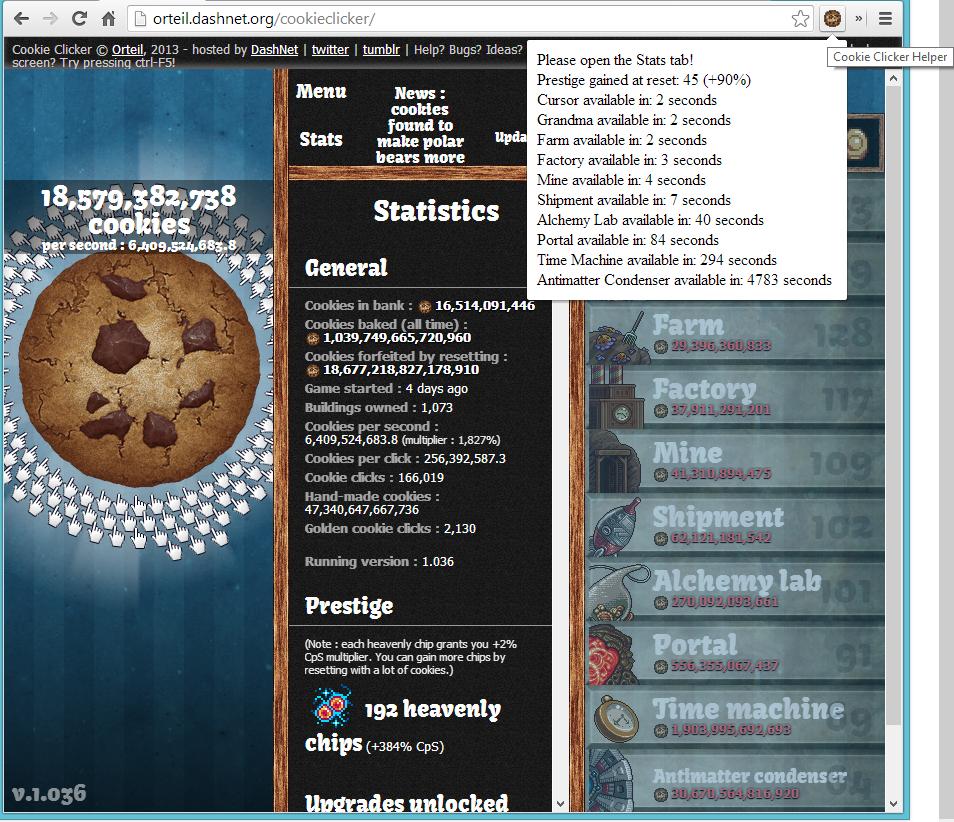 orteil.dashnet.org/cookieclicker/
»
Cookie Clicker © Orteil, 2013 - hosted by DashNet | twitter | tumblr | Help? Bugs? Ideas?
screen? Try pressing ctrl-F5!
Cookie Clicker Helper
Please open the Stats tab!
Prestige gained at reset: 45 (+90%)
Cursor available in: 2 seconds
Grandma available in: 2 seconds
Farm available in: 2 seconds
Factory available in: 3 seconds
Mine available in: 4 seconds
Shipment available in: 7 seconds
Alchemy Lab available in: 40 seconds
Portal available in: 84 seconds
Time Machine available in: 294 seconds
Antimatter Condenser available in: 4783 seconds
18,579,382,738
cookies
per second : 6,409,524,683.8
v.1.036
Menu
Stats
News :
cookies
found to
make polar
bears more
Statistics
General
Cookies in bank : 16,514,091,446
Cookies baked (all time) :
1,039,749,665,720,960
Cookies forfeited by resetting :
18,677,218,827,178,910
Game started : 4 days ago
Buildings owned : 1,073
Cookies per second :
6,409,524,683.8 (multiplier : 1,827%)
Cookies per click : 256,392,587.3
Cookie clicks : 166,019
Hand-made cookies :
47,340,647,667,736
Golden cookie clicks : 2,130
Running version : 1.036
Prestige
(Note : each heavenly chip grants you +2%
CpS multiplier. You can gain more chips by
resetting with a lot of cookies.)
192 heavenly
chips (+384% CpS)
Upgrades unlocked
Farm 128
29,396,360,833
Factory
37,911,291,201
Mine 109
41,310,894,475
Shipment 102
62,121,181,542
Alchemy lab 101
270,092,093,661
Portal 91
556,355,067,437
Time machine
1,903,995,692,693
Antimatter condenser
30,670,564,816,920